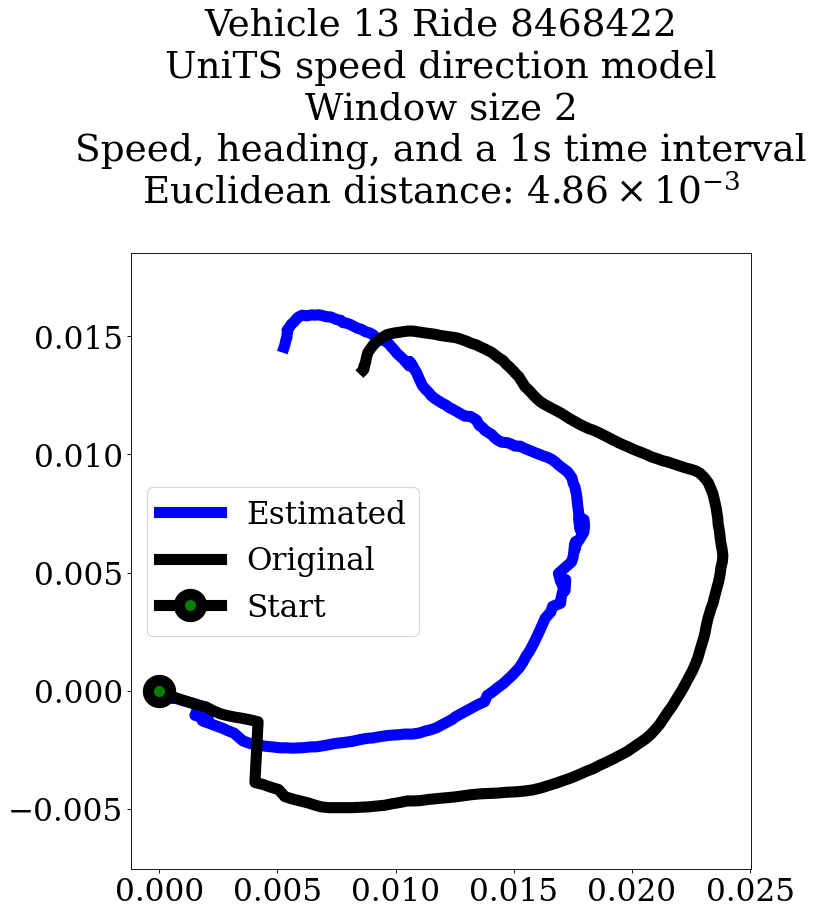 Vehicle 13 Ride 8468422
UniTS speed direction model
Window size 2
Speed, heading, and a 1s time interval
Euclidean distance: 4.86 × 10⁻³
0.015
0.010
0.005
0.000
−0.005
Estimated
Original
Start
0.000 0.005 0.010 0.015 0.020 0.025